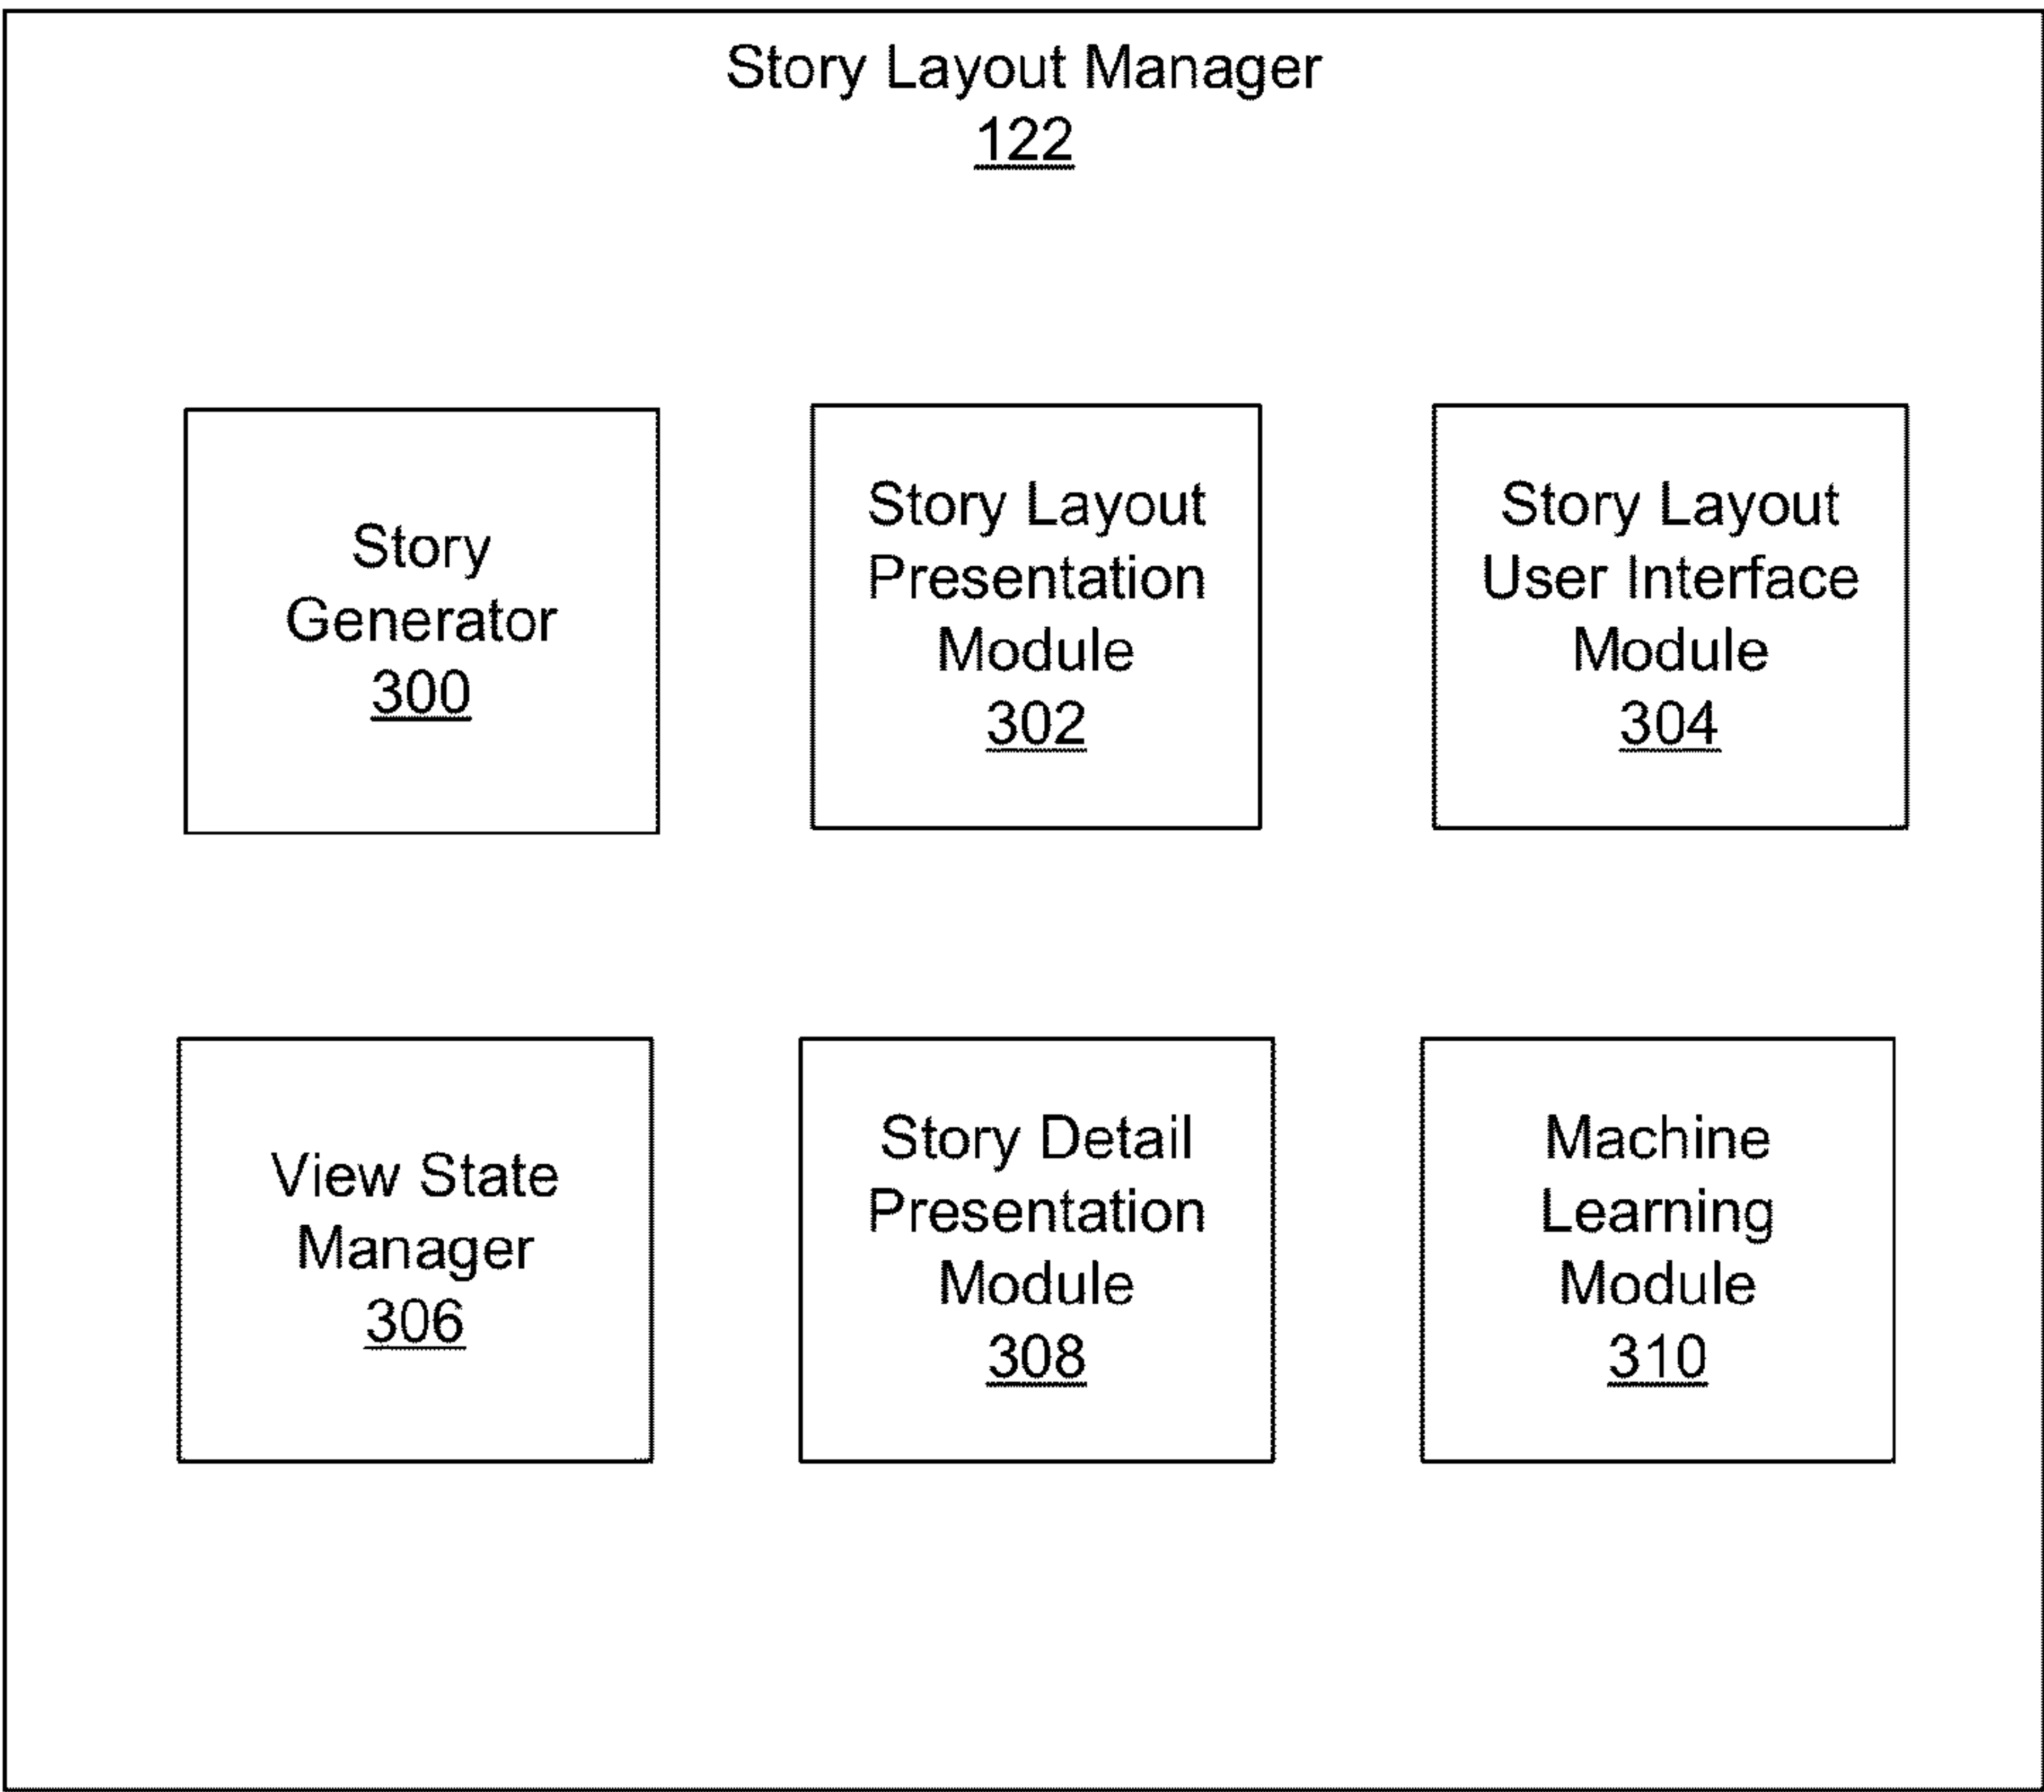 Story Layout Manager
122
Story
Generator
300
Story Layout
Presentation
Module
302
Story Layout
User Interface
Module
304
View State
Manager
306
Story Detail
Presentation
Module
308
Machine
Learning
Module
310